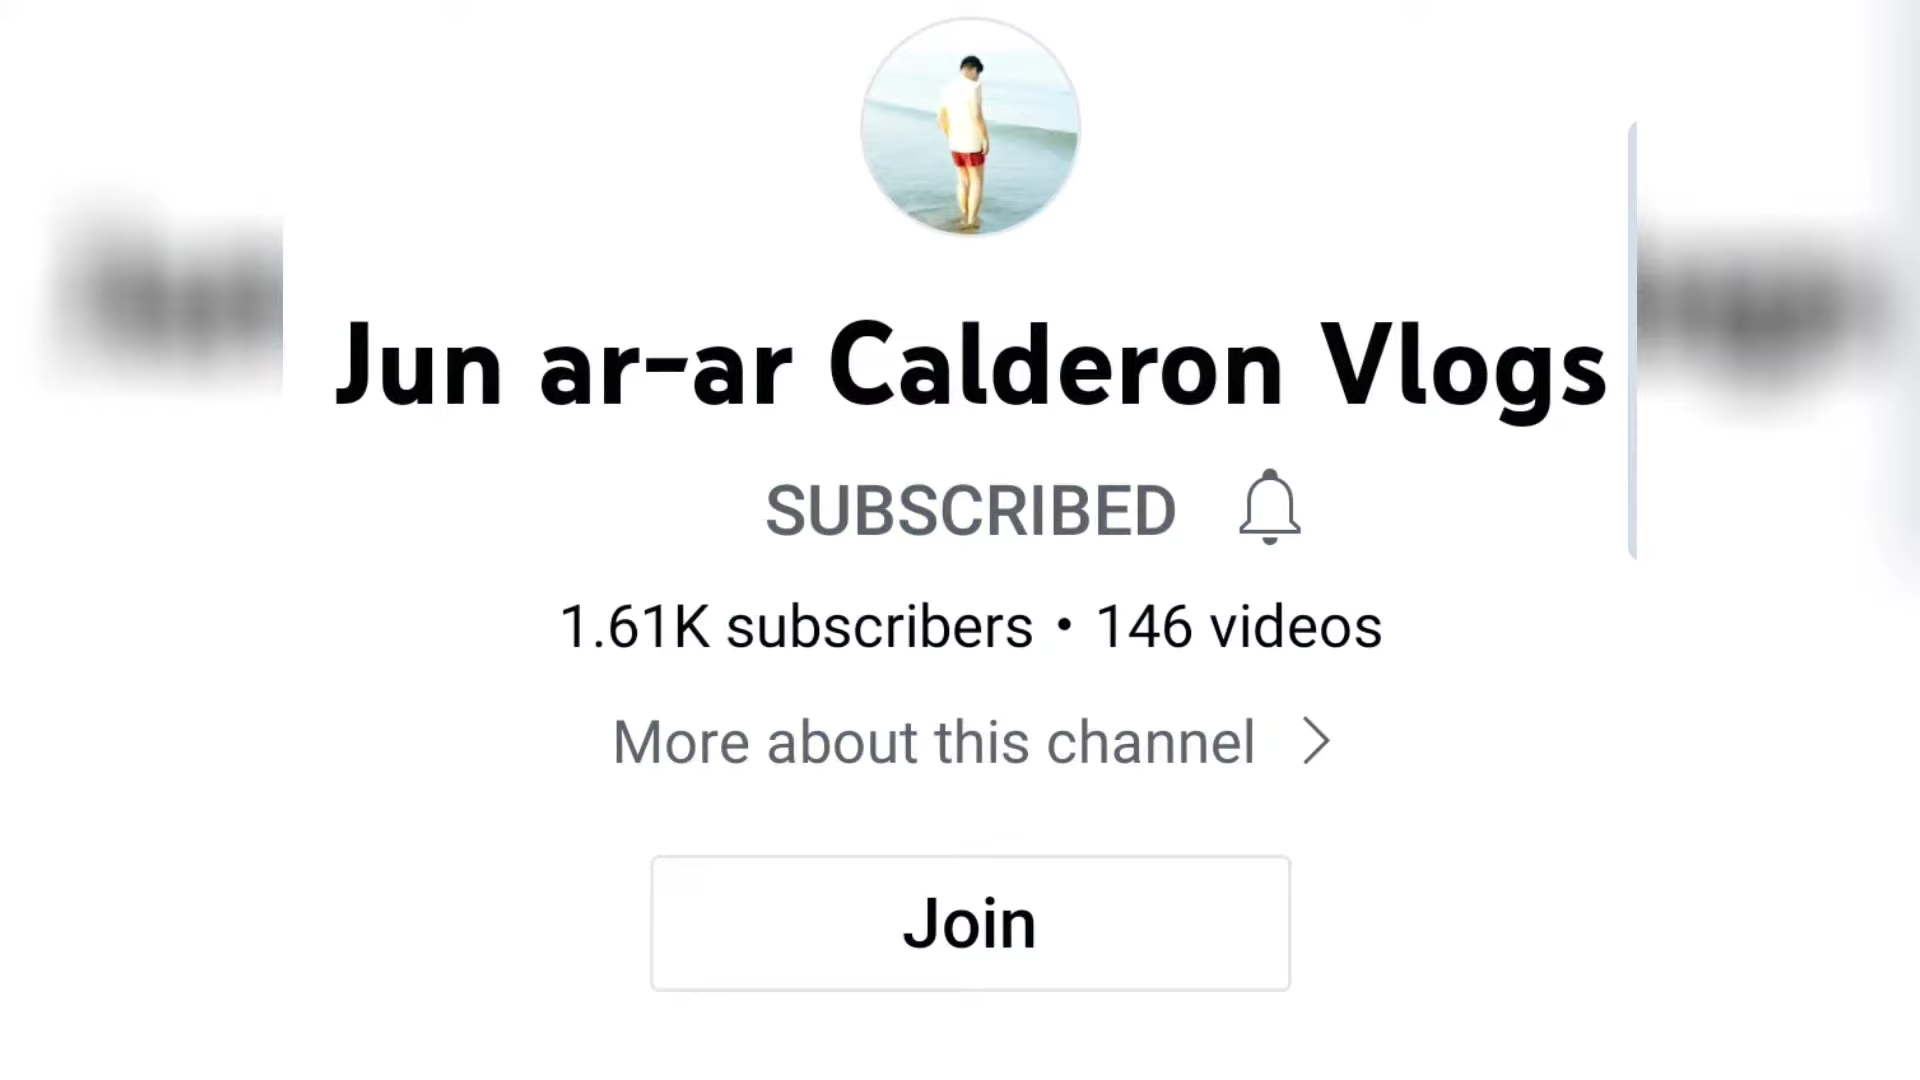 Jun ar-ar Calderon Vlogs
SUBSCRIBED
1.61K subscribers • 146 videos
More about this channel
Join